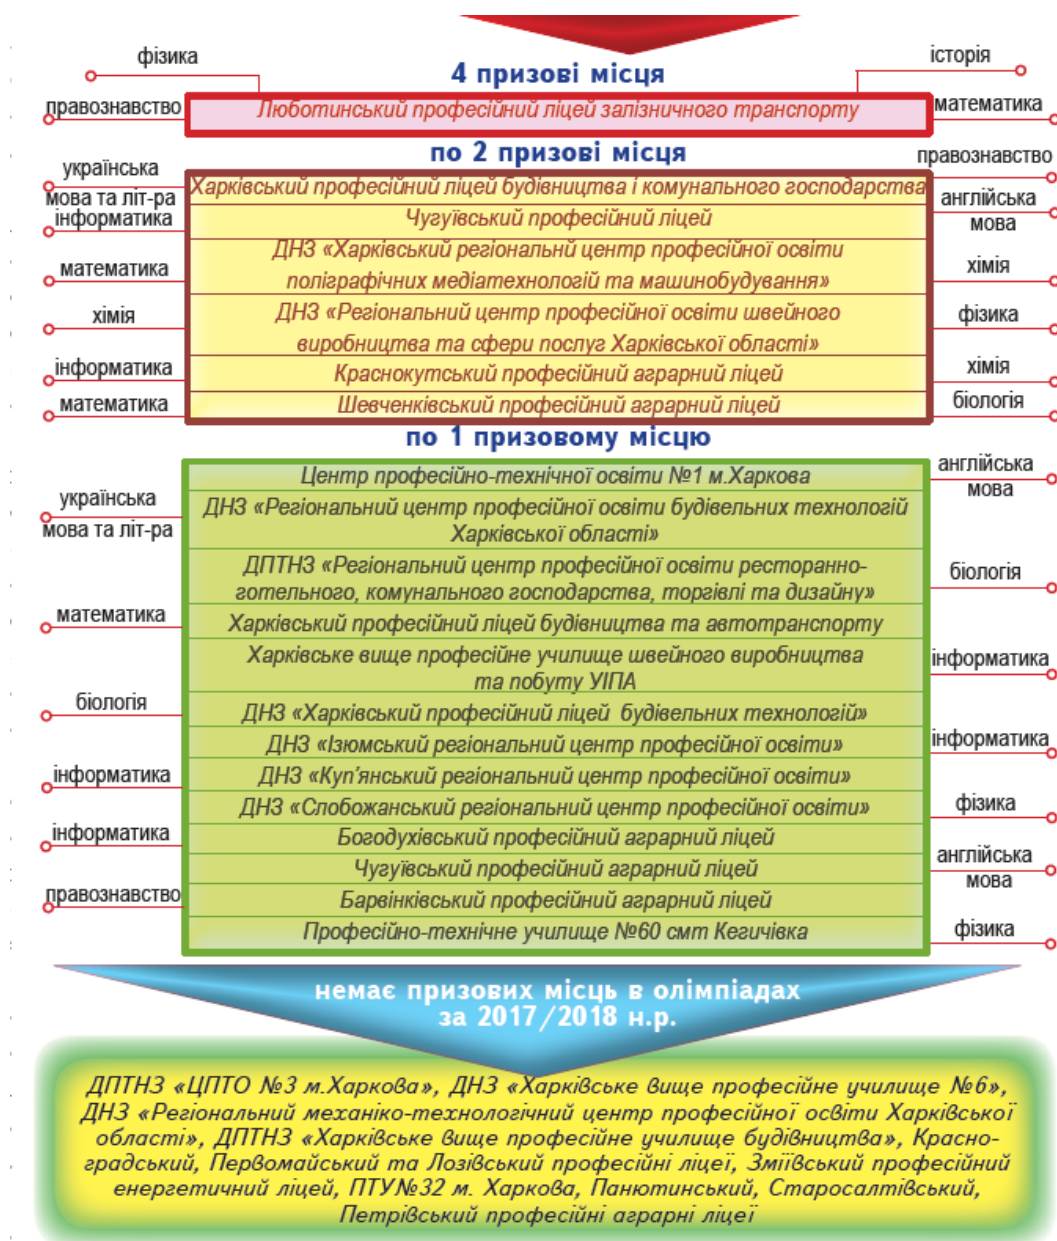 фізика
історія
4 призові місця
правознавство
Люботинський професійний ліцей залізничного транспорту
математика
по 2 призові місця
українська
мова та літ-ра
Харківський професійний ліцей будівництва і комунального господарства
правознавство
інформатика
Чугуївський професійний ліцей
англійська
мова
математика
ДНЗ «Харківський регіональнй центр професійної освіти
поліграфічних медіатехнологій та машинобудування»
хімія
хімія
ДНЗ «Регіональний центр професійної освіти швейного
виробництва та сфери послуг Харківської області»
фізика
інформатика
Краснокутський професійний аграрний ліцей
хімія
математика
Шевченківський професійний аграрний ліцей
біологія
по 1 призовому місцю
Центр професійно-технічної освіти №1 м.Харкова
англійська
мова
українська
мова та літ-ра
ДНЗ «Регіональний центр професійної освіти будівельних технологій
Харківської області»
ДПТНЗ «Регіональний центр професійної освіти ресторанно-
готельного, комунального господарства, торгівлі та дизайну»
біологія
математика
Харківський професійний ліцей будівництва та автотранспорту
Харківське вище професійне училище швейного виробництва
та побуту УІПА
інформатика
біологія
ДНЗ «Харківський професійний ліцей будівельних технологій»
ДНЗ «Ізюмський регіональний центр професійної освіти»
інформатика
інформатика
ДНЗ «Куп'янський регіональний центр професійної освіти»
ДНЗ «Слобожанський регіональний центр професійної освіти»
фізика
інформатика
Богодухівський професійний аграрний ліцей
Чугуївський професійний аграрний ліцей
англійська
мова
правознавство
Барвінківський професійний аграрний ліцей
Професійно-технічне училище №60 смт Кегичівка
фізика
немає призових місць в олімпіадах
за 2017/2018 н.р.
ДПТНЗ «ЦПТО №3 м.Харкова», ДНЗ «Харківське вище професійне училище №6»,
ДНЗ «Регіональний механіко-технологічний центр професійної освіти Харківської
області», ДПТНЗ «Харківське вище професійне училище будівництва», Красно-
градський, Первомайський та Лозівський професійні ліцеї, Зміївський професійний
енергетичний ліцей, ПТУ№32 м. Харкова, Панютинський, Старосалтівський,
Петрівський професійні аграрні ліцеї